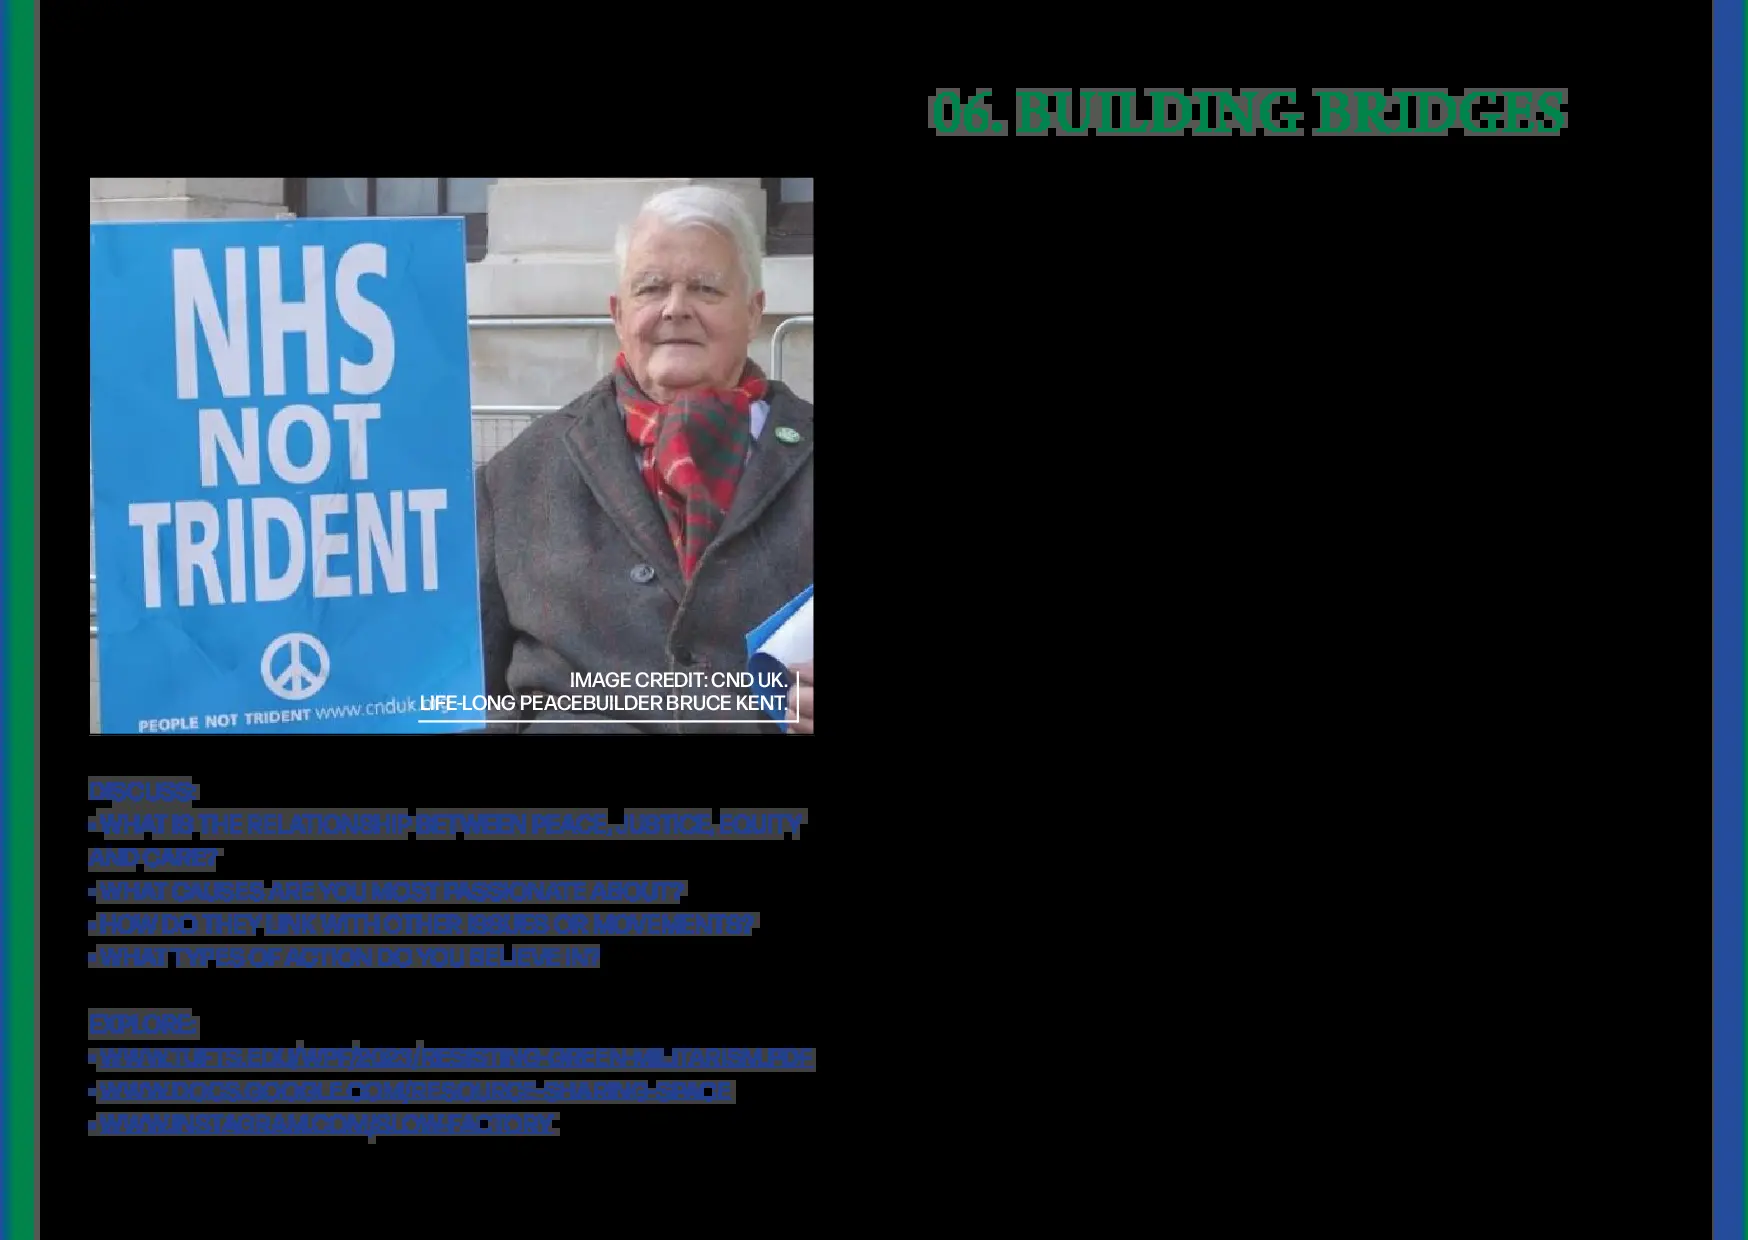 NHS
NOT
TRIDENT
PEOPLE NOT TRIDENT www.cnduk.org
IMAGE CREDIT: CND UK.
LIFE-LONG PEACEBUILDER BRUCE KENT.
DISCUSS:
• WHAT IS THE RELATIONSHIP BETWEEN PEACE, JUSTICE, EQUITY
AND CARE?
• WHAT CAUSES ARE YOU MOST PASSIONATE ABOUT?
• HOW DO THEY LINK WITH OTHER ISSUES OR MOVEMENTS?
• WHAT TYPES OF ACTION DO YOU BELIEVE IN?
EXPLORE:
• WWW.TUFTS.EDU/WPF/RGES/RESISTING-GREEN-MILITARISM.PDF
• WWW.DOCS.GOOGLE.COM/RESOURCE-SHARING-SPACE
• WWW.INSTAGRAM.COM/SLOW-FACTORY.
06. BUILDING BRIDGES